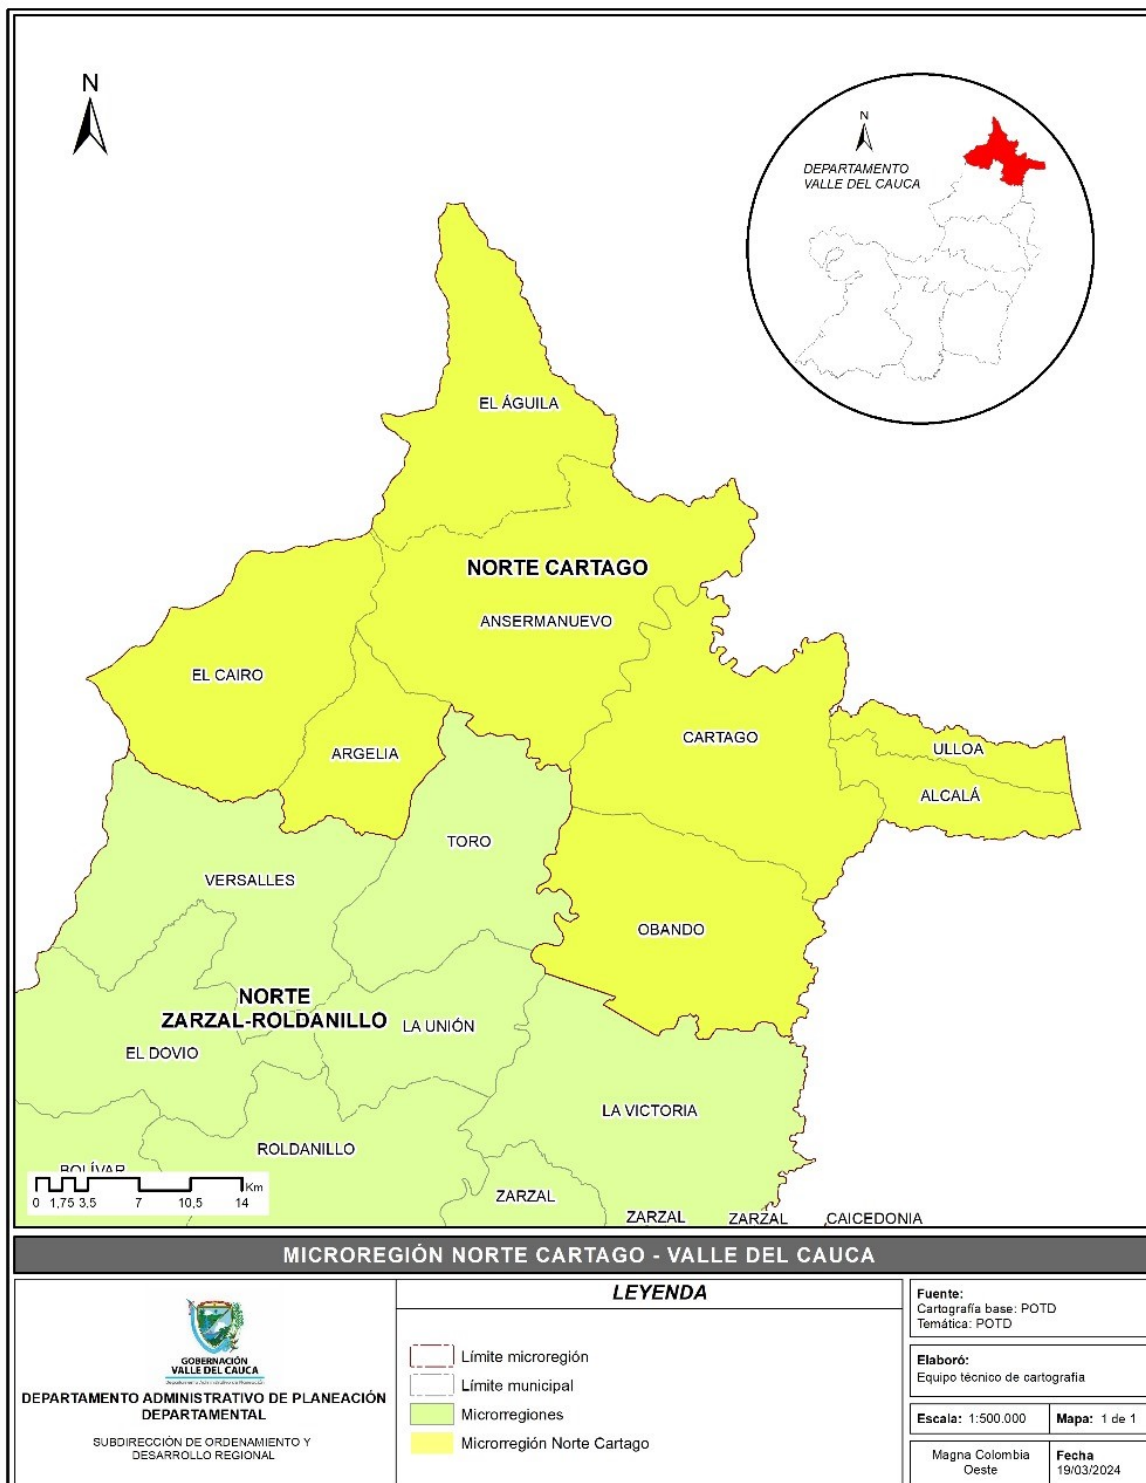 N
N
DEPARTAMENTO
VALLE DEL CAUCA
EL ÁGUILA
NORTE CARTAGO
ANSERMANUEVO
EL CAIRO
ARGELIA
CARTAGO
ULLOA
ALCALÁ
TORO
VERSALLES
OBANDO
NORTE
ZARZAL-ROLDANILLO
LA UNIÓN
EL DOVIO
LA VICTORIA
ROLDANILLO
BOLÍVAR
ZARZAL
ZARZAL
ZARZAL
CAICEDONIA
Km
0 1,75 3,5 7 10,5 14
MICROREGIÓN NORTE CARTAGO - VALLE DEL CAUCA
GOBERNACIÓN
VALLE DEL CAUCA
Departamento Administrativo de Planeación
DEPARTAMENTO ADMINISTRATIVO DE PLANEACIÓN
DEPARTAMENTAL
SUBDIRECCIÓN DE ORDENAMIENTO Y
DESARROLLO REGIONAL
LEYENDA
Límite microregión
Límite municipal
Microrregiones
Microrregión Norte Cartago
Fuente:
Cartografía base: POTD
Temática: POTD
Elaboró:
Equipo técnico de cartografía
Escala: 1:500.000
Mapa: 1 de 1
Magna Colombia
Oeste
Fecha
19/03/2024